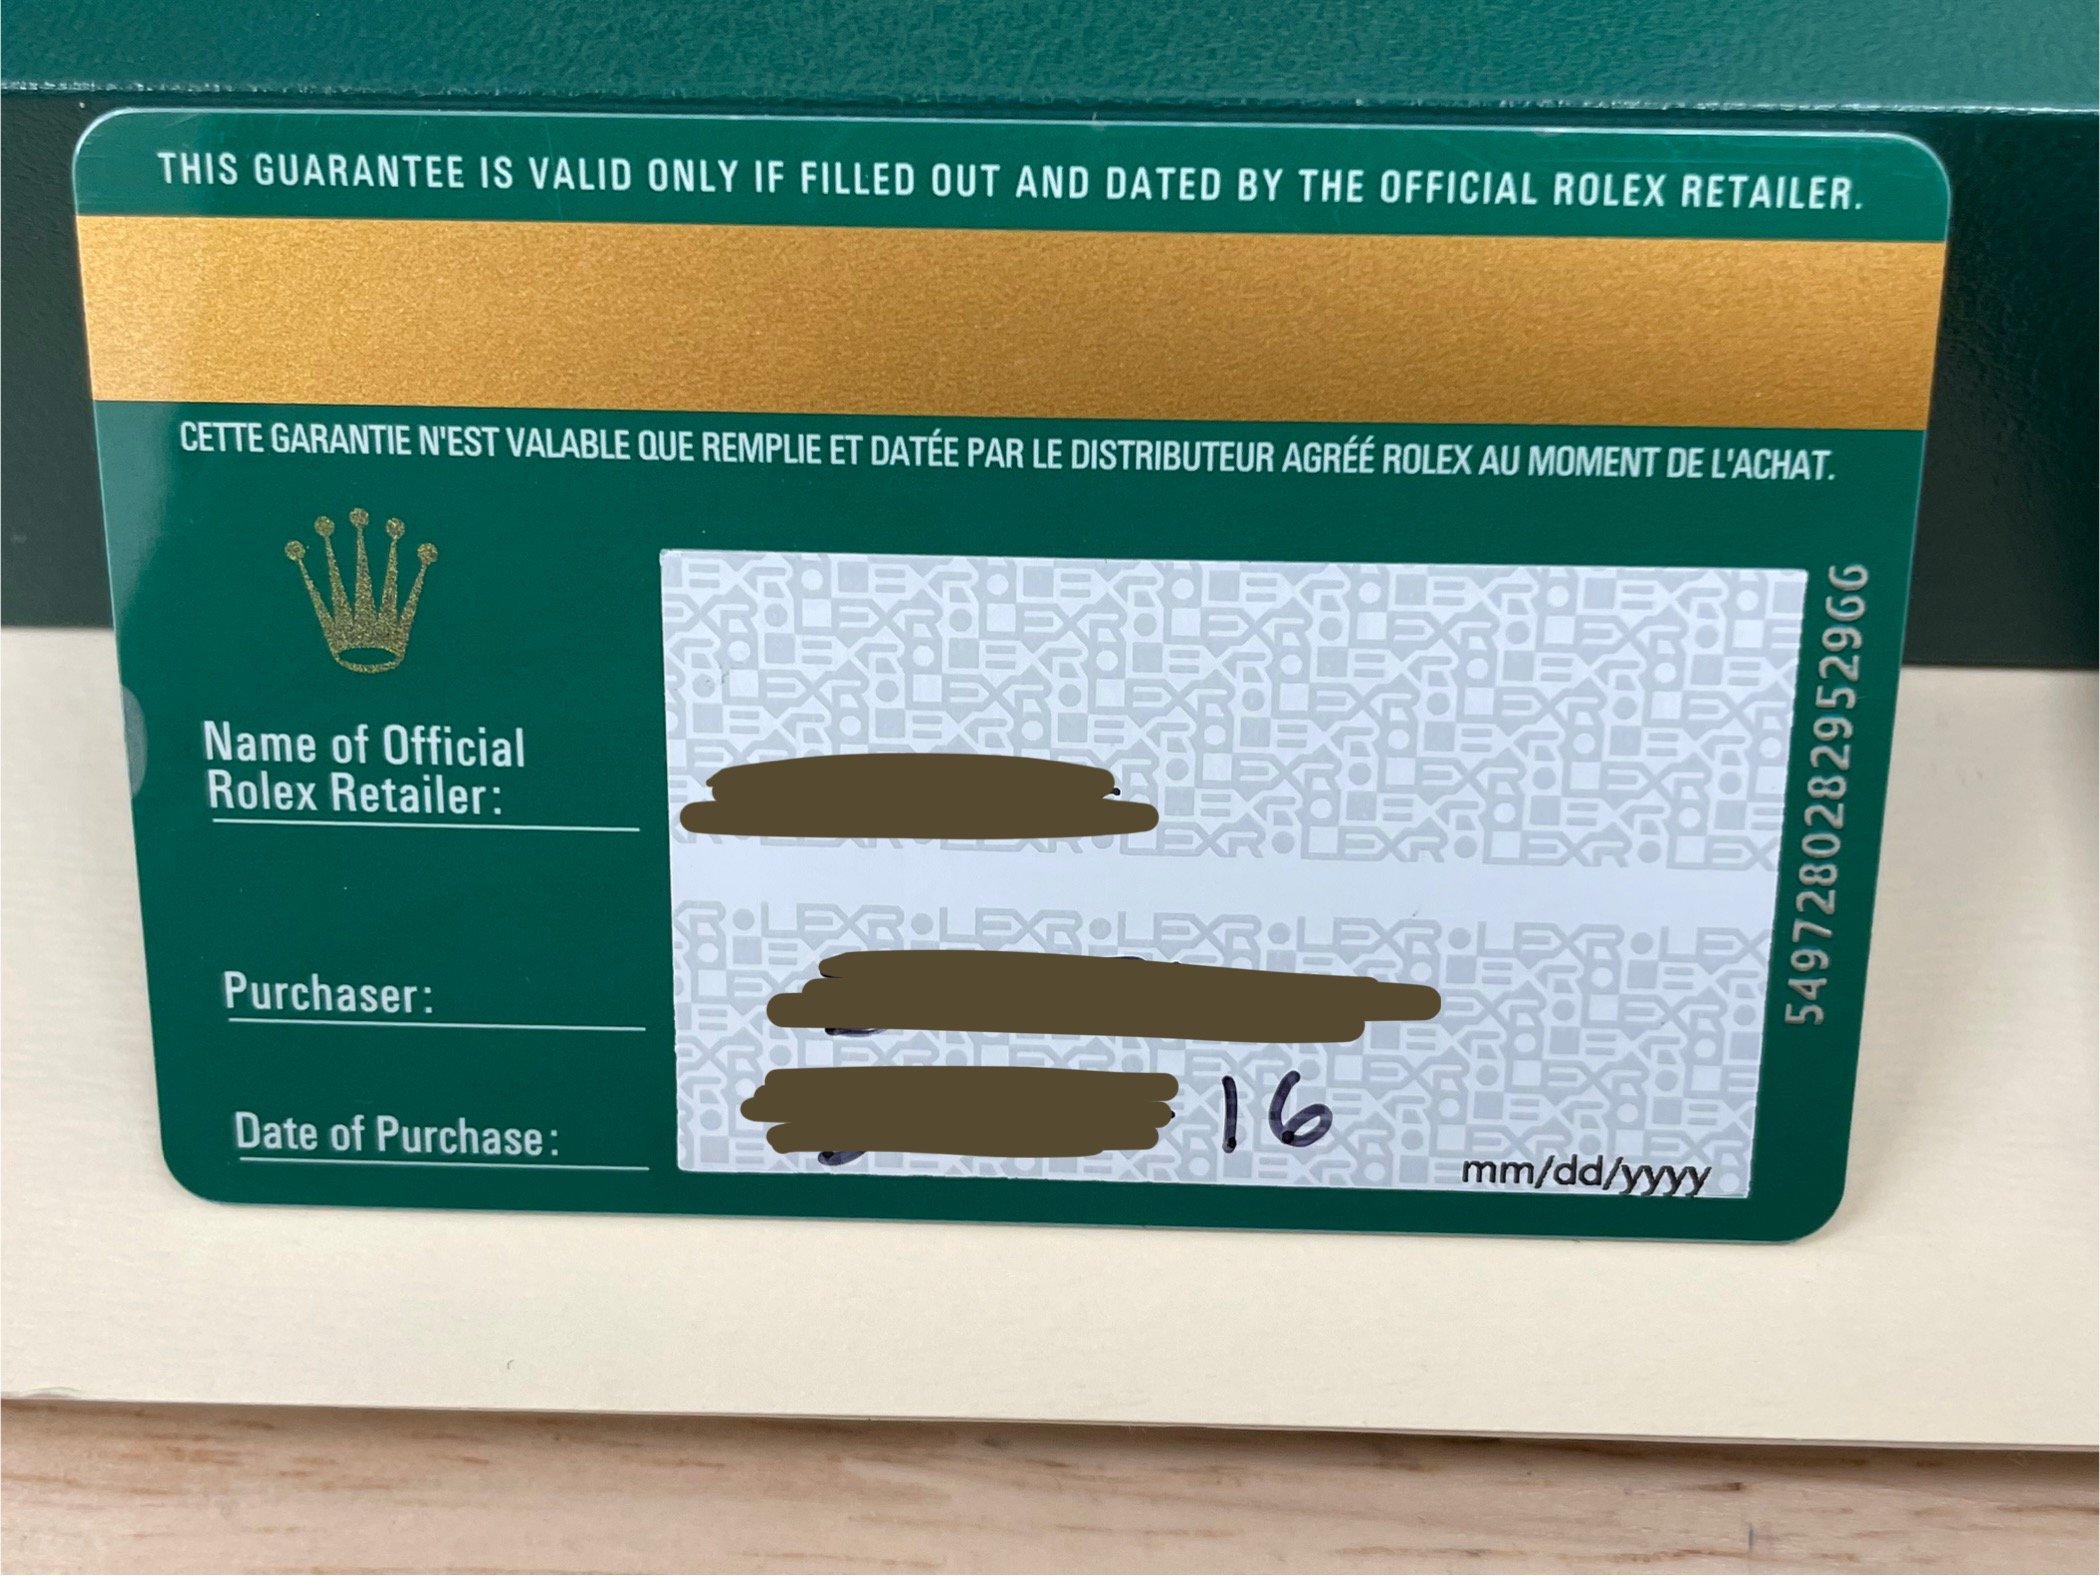 THIS GUARANTEE IS VALID ONLY IF FILLED OUT AND DATED BY THE OFFICIAL ROLEX RETAILER.
CETTE GARANTIE N'EST VALABLE QUE REMPLIE ET DATÉE PAR LE DISTRIBUTEUR AGRÉÉ ROLEX AU MOMENT DE L'ACHAT.
Name of Official
Rolex Retailer:
Purchaser:
Date of Purchase:
16
mm/dd/yyyy